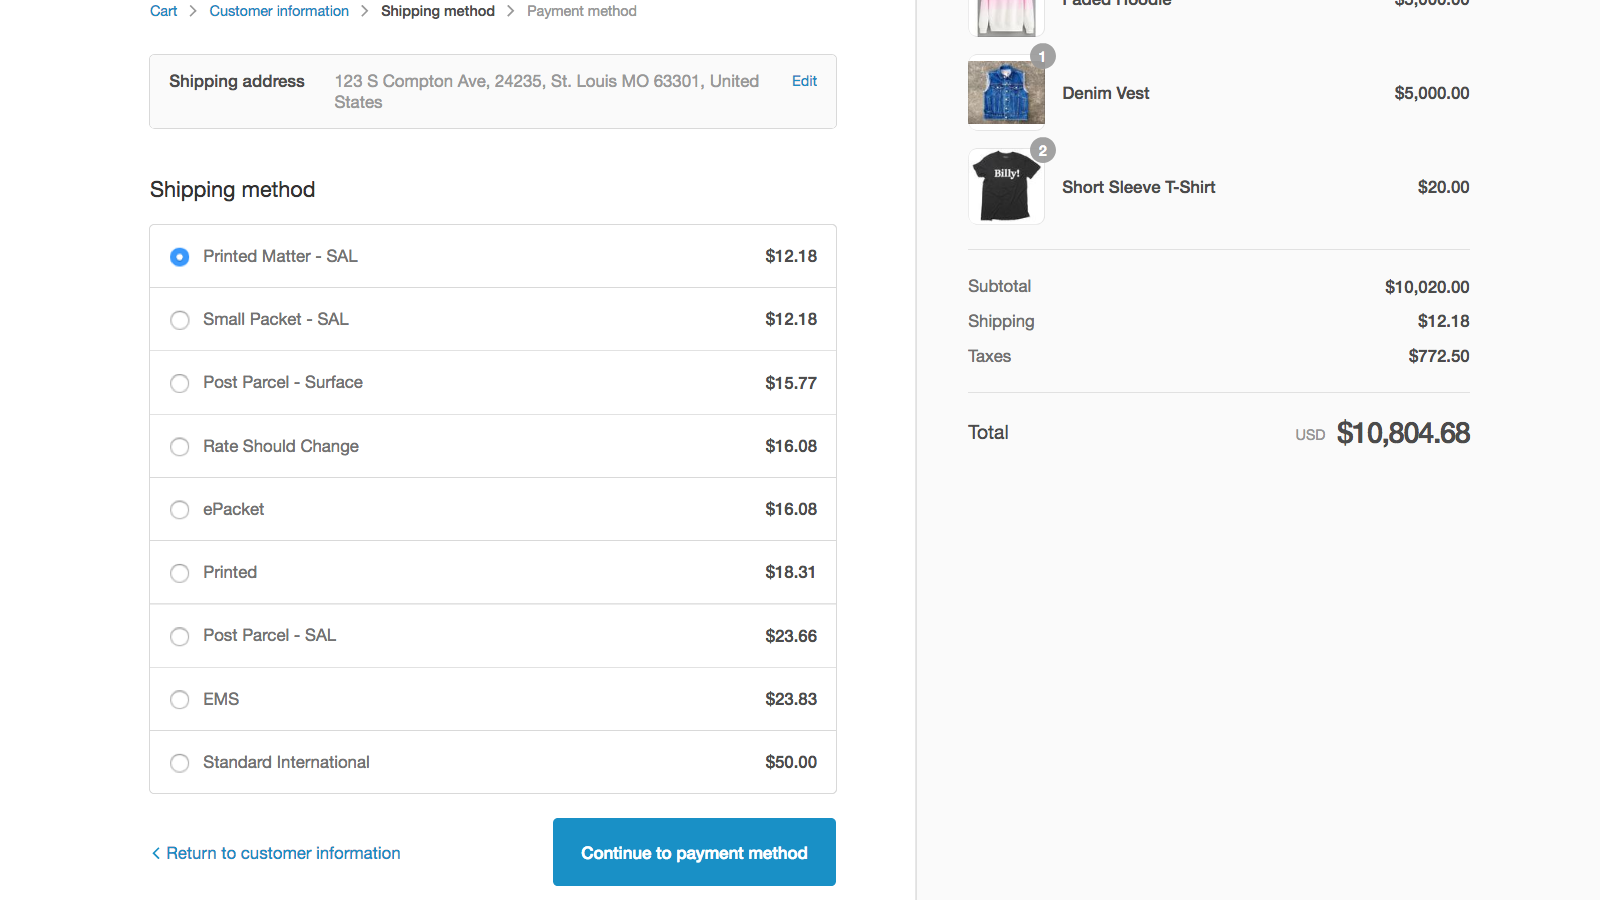 Cart > Customer information > Shipping method > Payment method
Shipping address 123 S Compton Ave, 24235, St. Louis MO 63301, United
States
Edit
Shipping method
Printed Matter - SAL $12.18
Small Packet - SAL $12.18
Post Parcel - Surface $15.77
Rate Should Change $16.08
ePacket $16.08
Printed $18.31
Post Parcel - SAL $23.66
EMS $23.83
Standard International $50.00
< Return to customer information
Continue to payment method
Faded Hoodie $5,000.00
1
Denim Vest $5,000.00
2
Billy!
Short Sleeve T-Shirt $20.00
Subtotal $10,020.00
Shipping $12.18
Taxes $772.50
Total USD $10,804.68